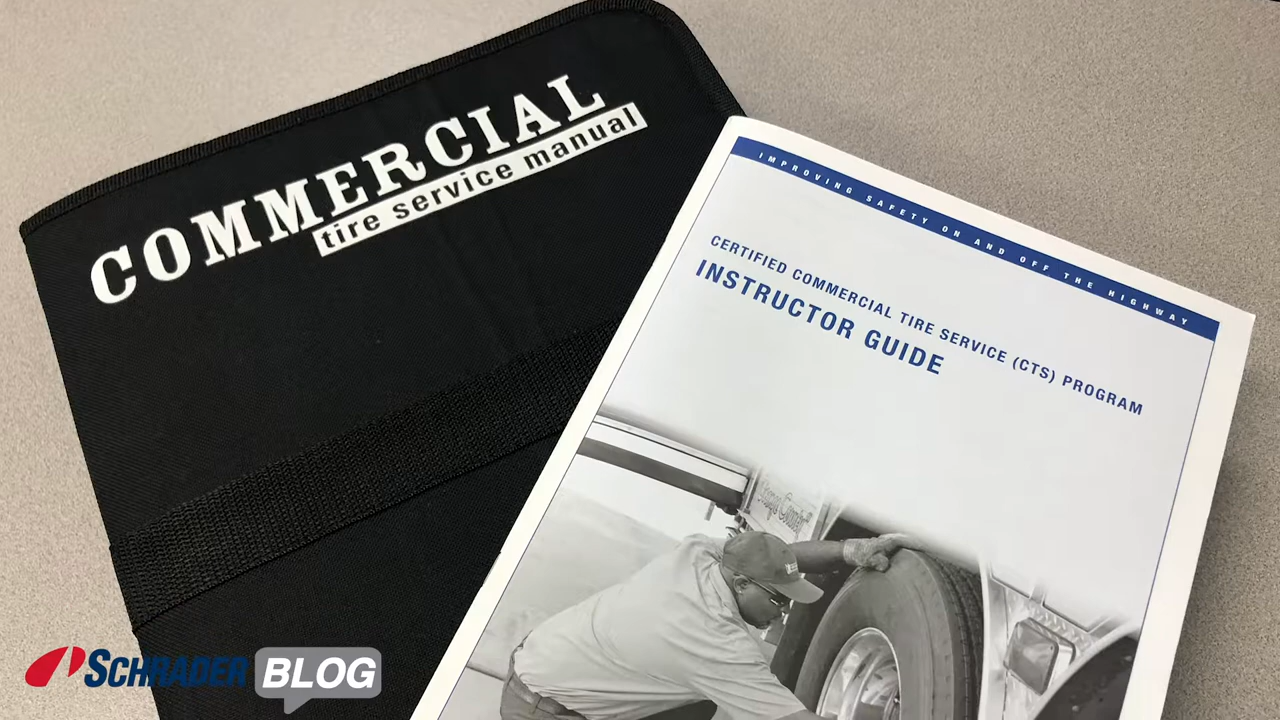 COMMERCIAL
tire service manual
IMPROVING SAFETY ON AND OFF THE HIGHWAY
CERTIFIED COMMERCIAL TIRE SERVICE (CTS) PROGRAM
INSTRUCTOR GUIDE
SCHRADER BLOG